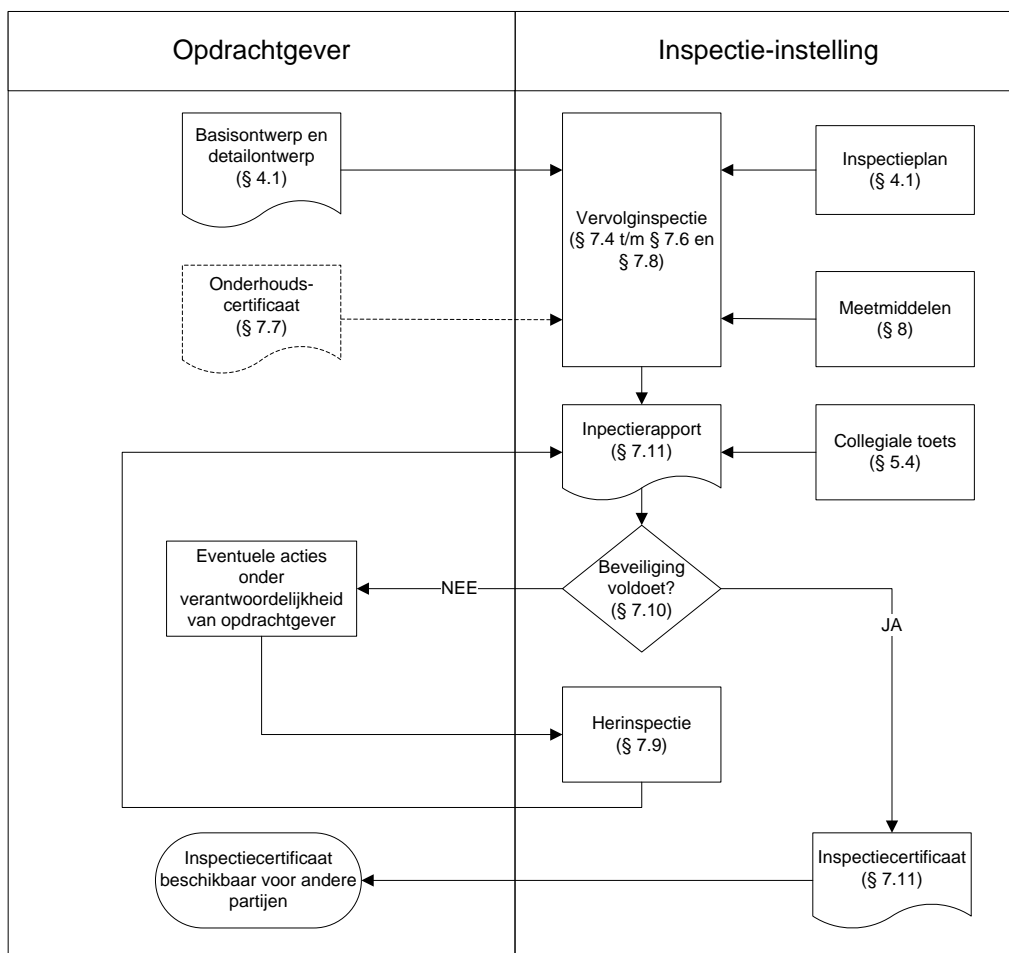 Opdrachtgever
Inspectie-instelling
Basisontwerp en
detailontwerp
(§ 4.1)
Vervolginspectie
(§ 7.4 t/m § 7.6 en
§ 7.8)
Inspectieplan
(§ 4.1)
Onderhouds-
certificaat
(§ 7.7)
Meetmiddelen
(§ 8)
Inpectierapport
(§ 7.11)
Collegiale toets
(§ 5.4)
Eventuele acties
onder
verantwoordelijkheid
van opdrachtgever
NEE
Beveiliging
voldoet?
(§ 7.10)
JA
Herinspectie
(§ 7.9)
Inspectiecertificaat
beschikbaar voor andere
partijen
Inspectiecertificaat
(§ 7.11)